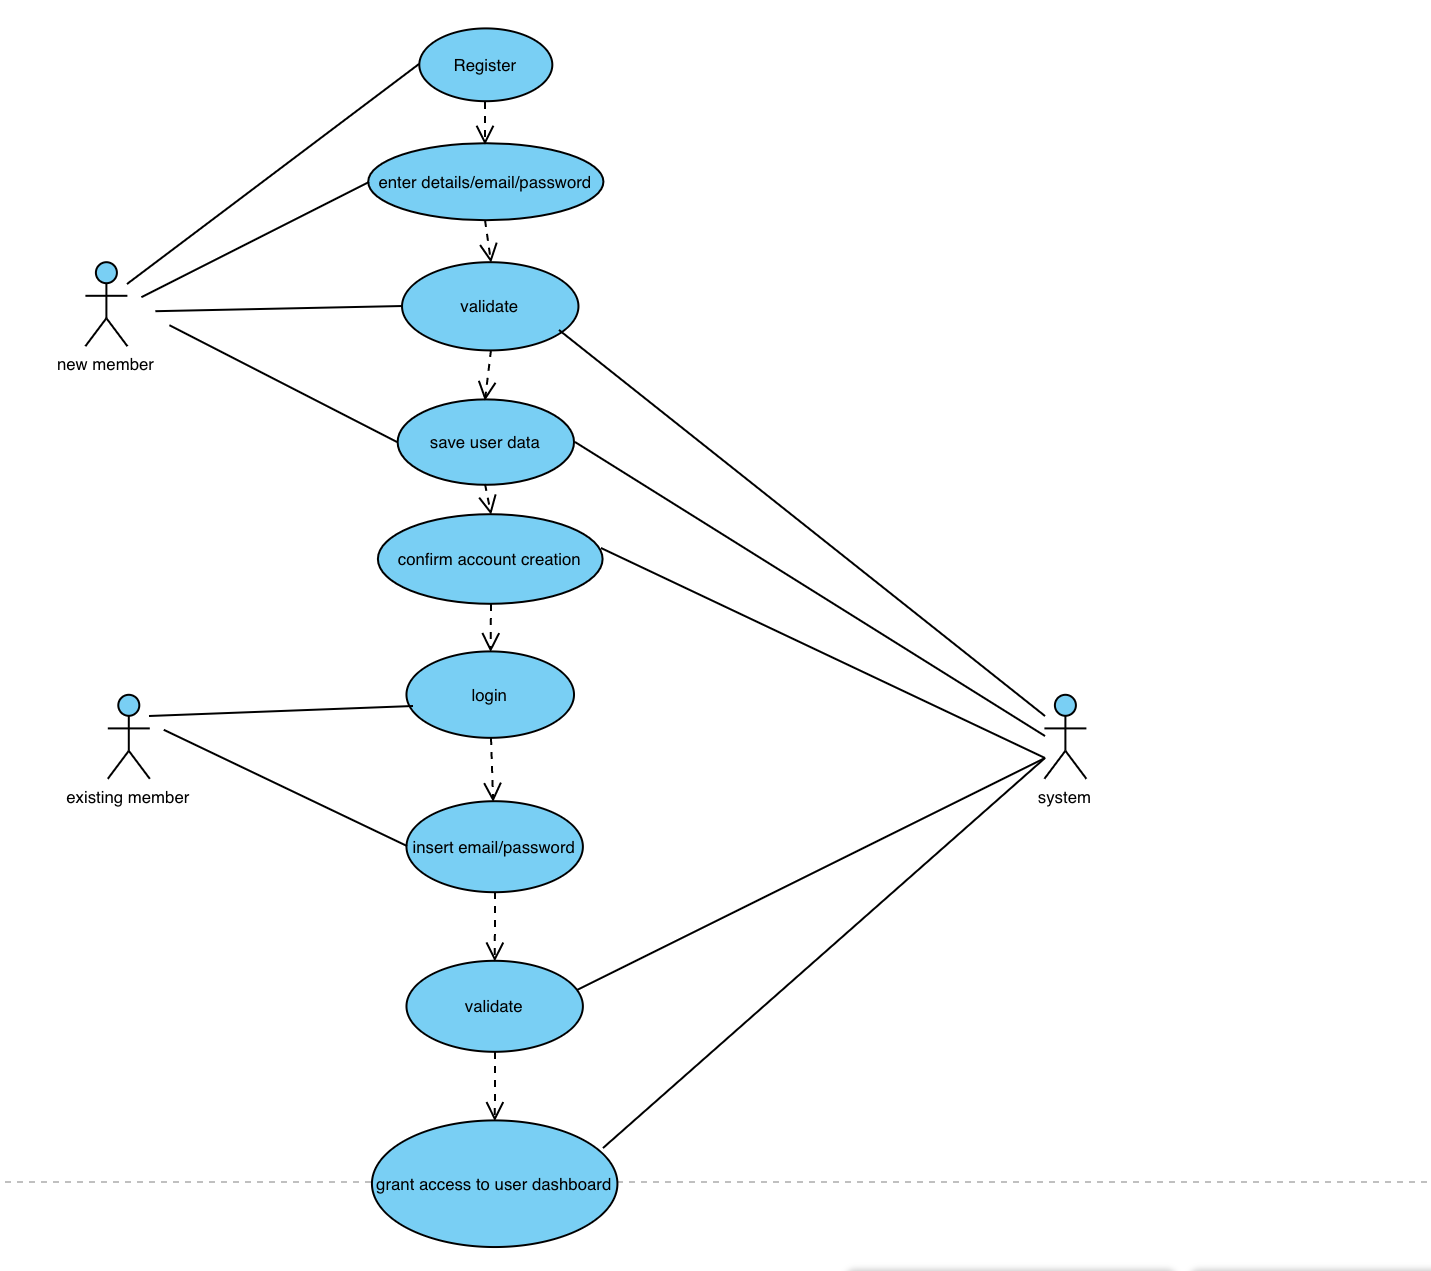 Register
enter details/email/password
validate
new member
save user data
confirm account creation
login
existing member
system
insert email/password
validate
grant access to user dashboard